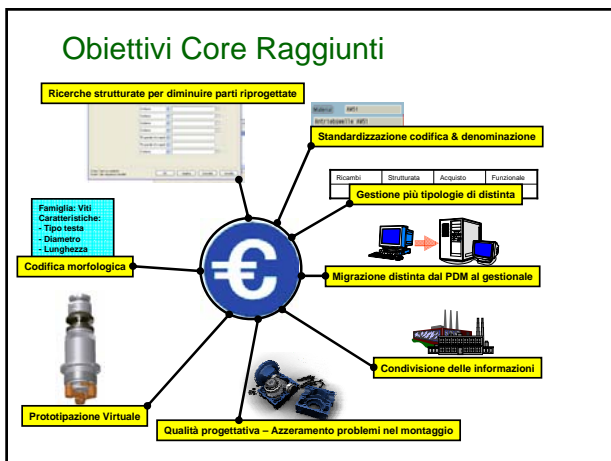 Obiettivi Core Raggiunti
Ricerche strutturate per diminuire parti riprogettate
Standardizzazione codifica & denominazione
Ricambi Strutturata Acquisto Funzionale
Gestione più tipologie di distinta
Famiglia: Viti
Caratteristiche:
- Tipo testa
- Diametro
- Lunghezza
Codifica morfologica
€
Migrazione distinta dal PDM al gestionale
Condivisione delle informazioni
Prototipazione Virtuale
Qualità progettativa – Azzeramento problemi nel montaggio